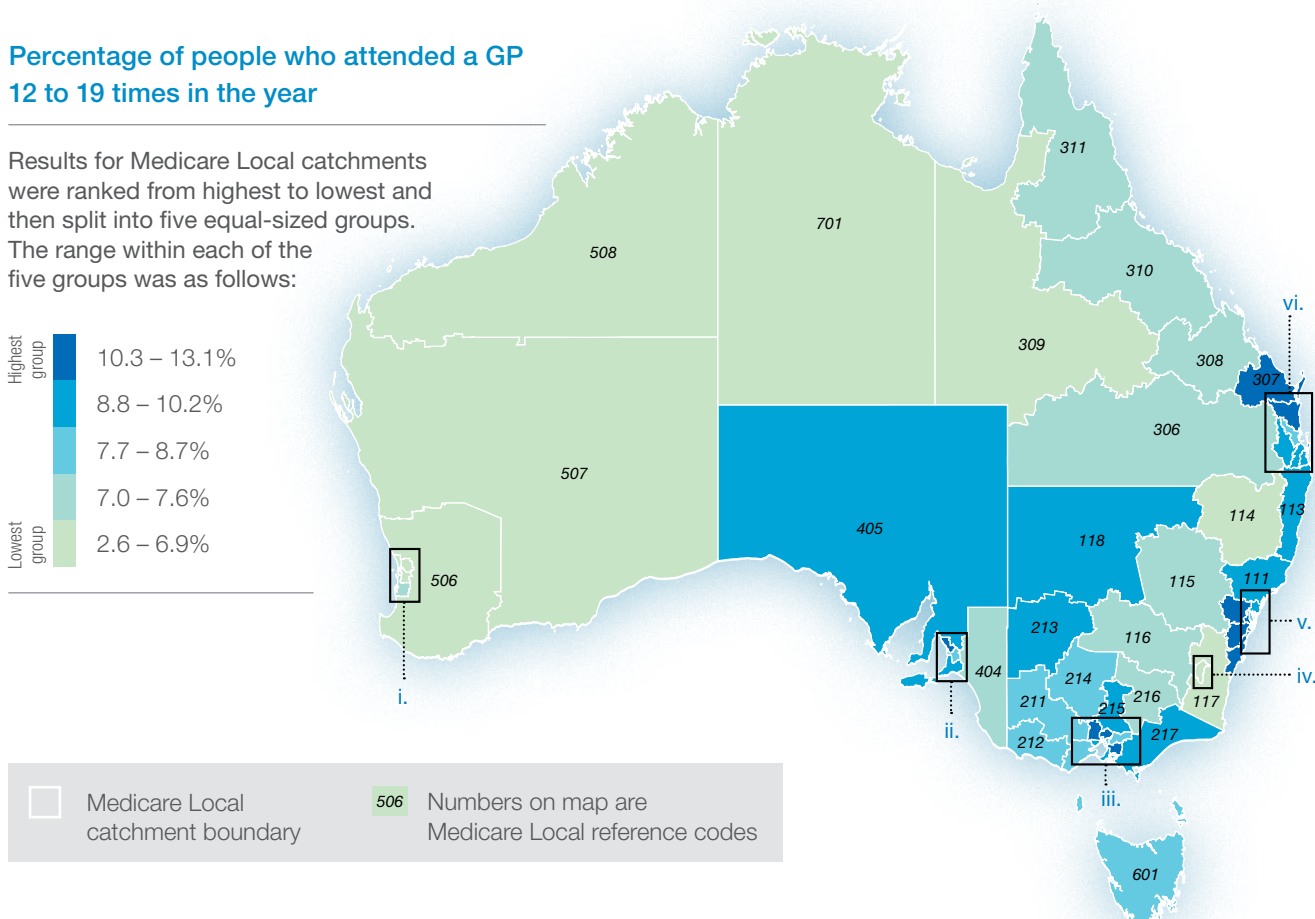 Percentage of people who attended a GP
12 to 19 times in the year
Results for Medicare Local catchments
were ranked from highest to lowest and
then split into five equal-sized groups.
The range within each of the
five groups was as follows:
Highest
group
10.3 – 13.1%
8.8 – 10.2%
7.7 – 8.7%
7.0 – 7.6%
2.6 – 6.9%
Lowest
group
311
701
508
310
309
308
vi.
307
306
507
405
114
113
118
506
115
111
213
116
v.
404
214
iv.
i.
211
216
117
215
ii.
212
217
iii.
601
Medicare Local
catchment boundary
506
Numbers on map are
Medicare Local reference codes